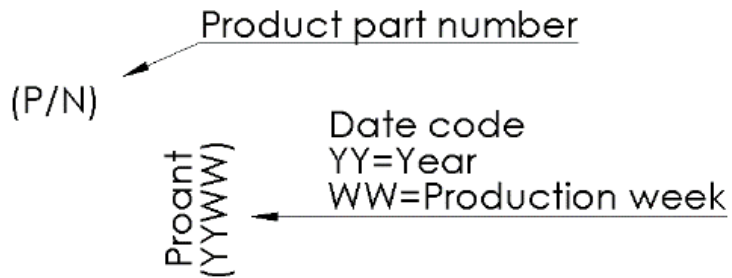 Product part number
(P/N)
Date code
YY=Year
WW=Production week
Proant
(YYWW)